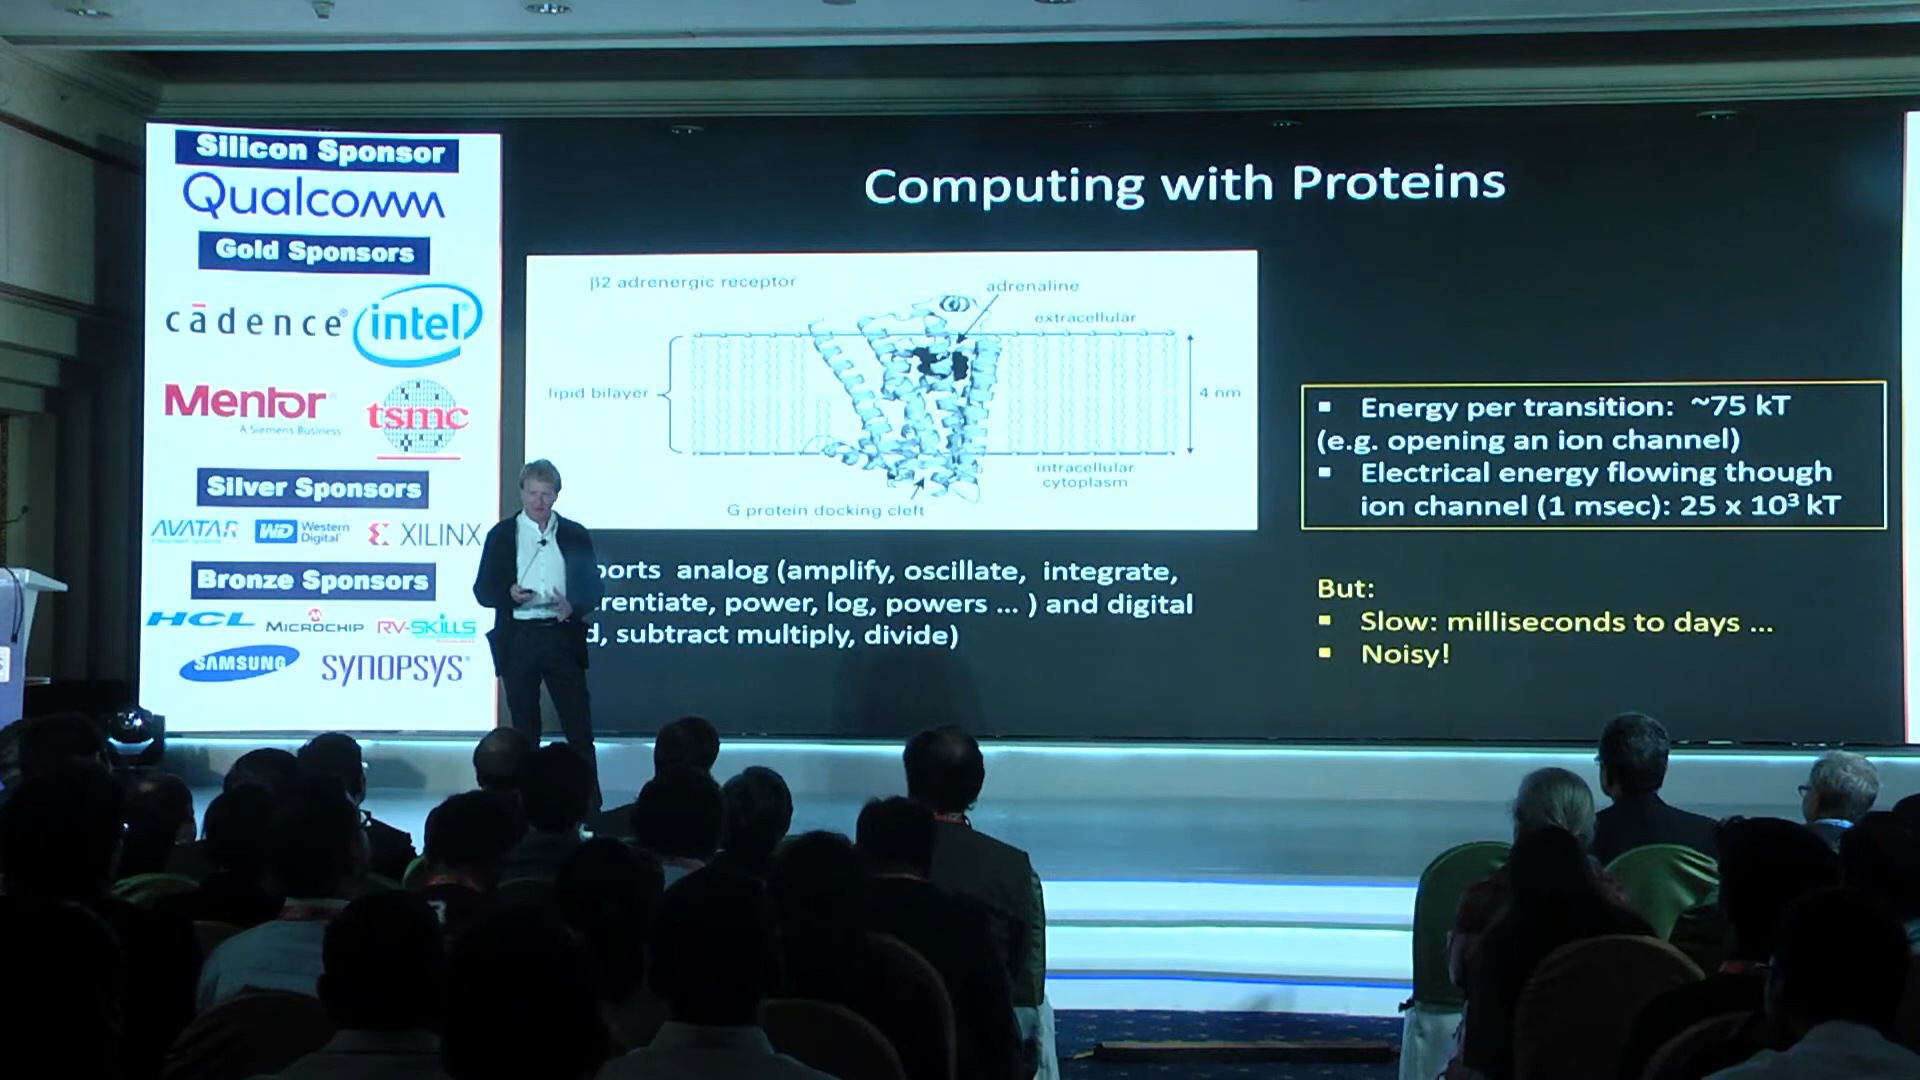 Silicon Sponsor
Qualcomm
Gold Sponsors
cādence®
intel®
Mentor
A Siemens Business
tsmc
Silver Sponsors
AVATAR
WD Western
Digital
XILINX
Bronze Sponsors
HCL
MICROCHIP
RV-SKILLS
SAMSUNG
SYNOPSYS®
Computing with Proteins
β2 adrenergic receptor
adrenaline
extracellular
lipid bilayer
4 nm
intracellular
cytoplasm
G protein docking cleft
ports analog (amplify, oscillate, integrate,
rentiate, power, log, powers ... ) and digital
d, subtract multiply, divide)
▪ Energy per transition: ~75 kT
(e.g. opening an ion channel)
▪ Electrical energy flowing though
ion channel (1 msec): 25 x 10³ kT
But:
▪ Slow: milliseconds to days ...
▪ Noisy!